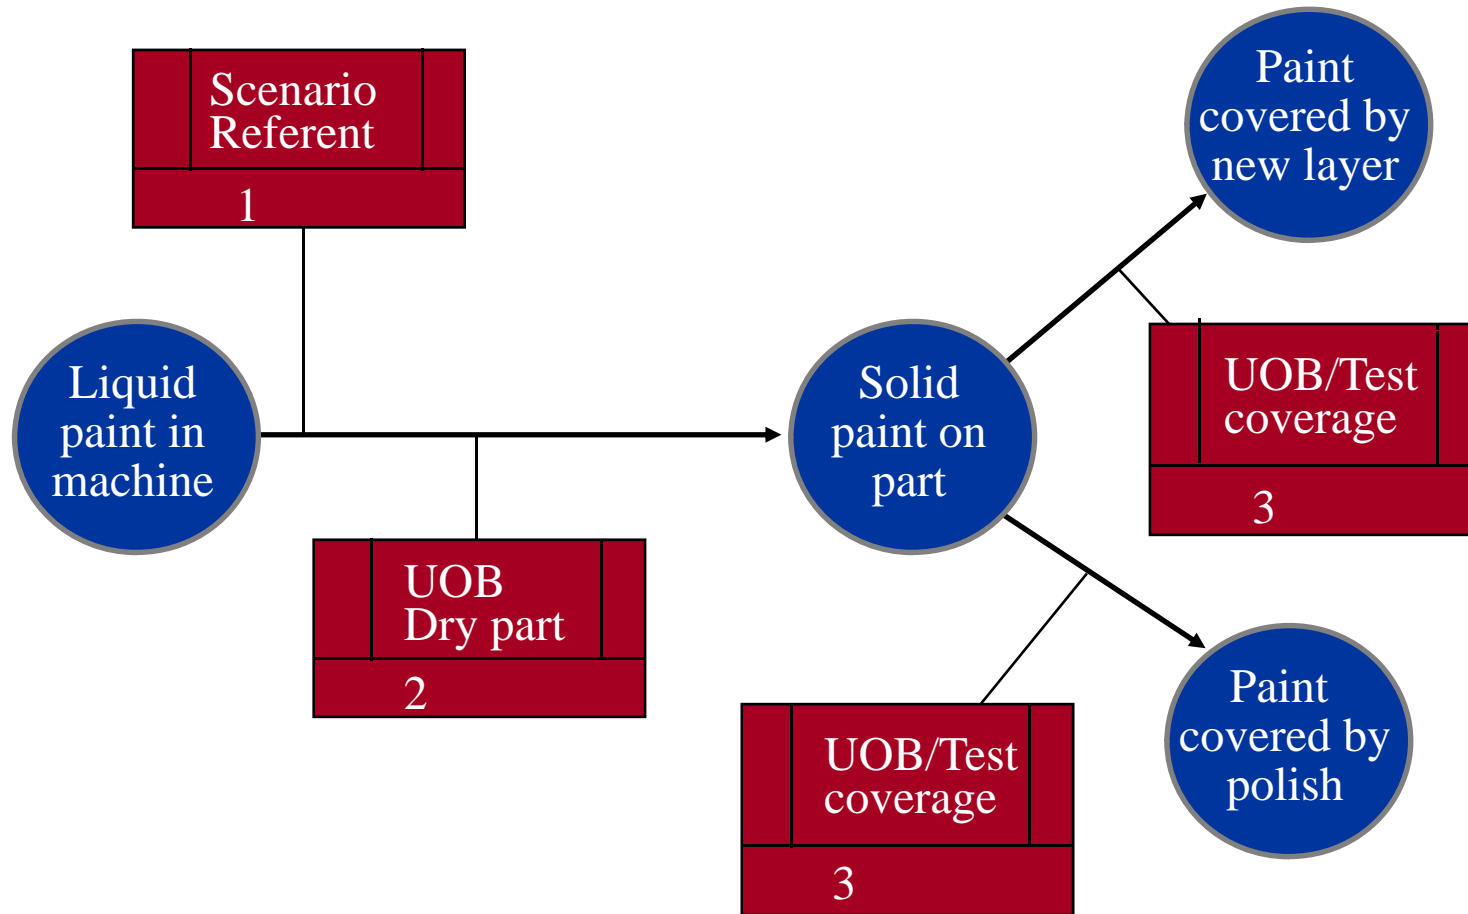 Scenario
Referent
1
Liquid
paint in
machine
UOB
Dry part
2
Solid
paint on
part
Paint
covered by
new layer
UOB/Test
coverage
3
UOB/Test
coverage
3
Paint
covered by
polish